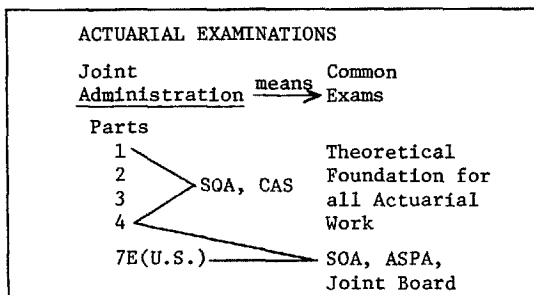 ACTUARIAL EXAMINATIONS
Joint means Common
Administration Exams
Parts
1 Theoretical
2 SOA, CAS Foundation for
3 all Actuarial
4 Work
7E(U.S.) SOA, ASPA,
Joint Board